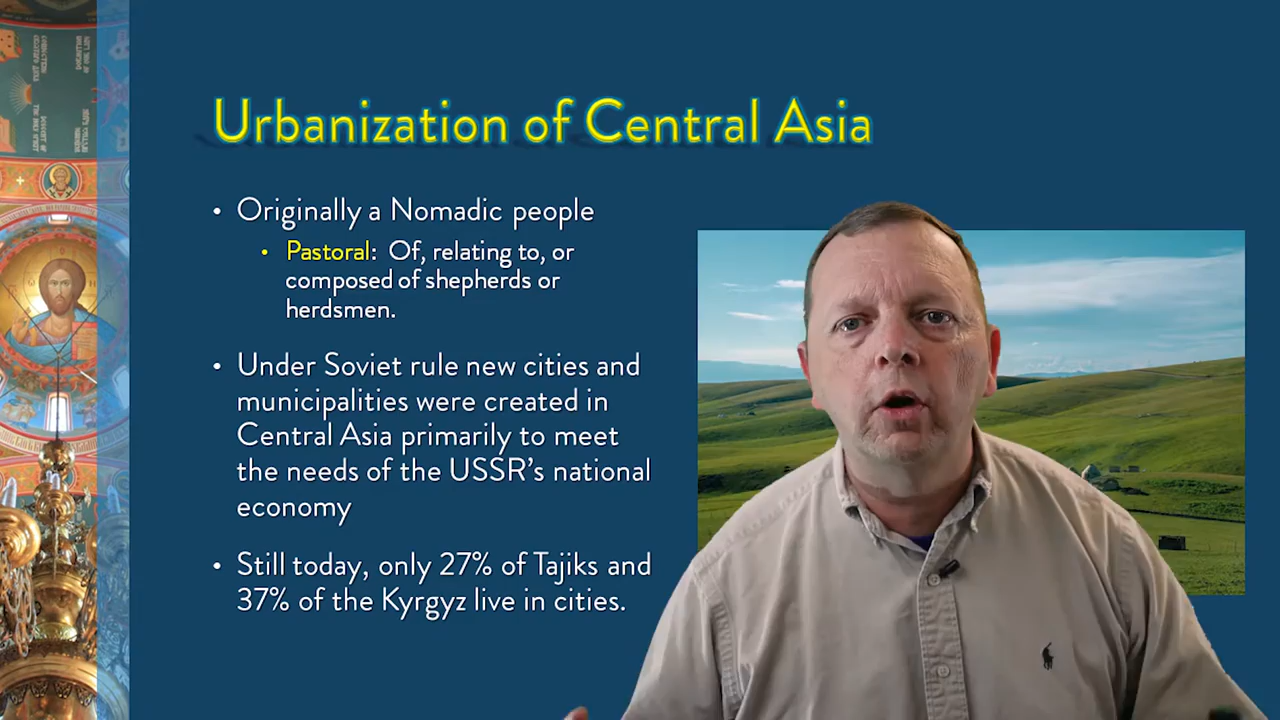 Urbanization of Central Asia
• Originally a Nomadic people
• Pastoral: Of, relating to, or
composed of shepherds or
herdsmen.
• Under Soviet rule new cities and
municipalities were created in
Central Asia primarily to meet
the needs of the USSR's national
economy
• Still today, only 27% of Tajiks and
37% of the Kyrgyz live in cities.